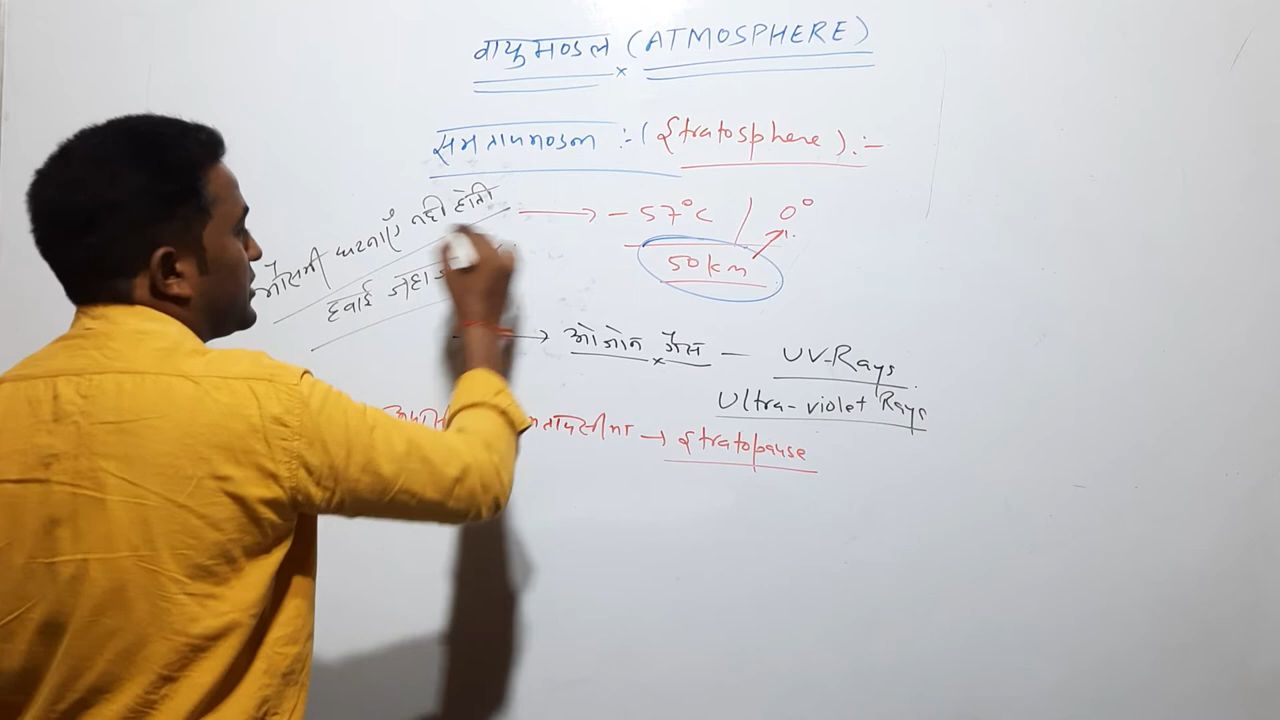 वायुमण्डल (ATMOSPHERE)
समतापमण्डल :- (Stratosphere) :-
मौसमी घटनाएँ नहीं होती → -57°C / 0°
50km
हवाई जहाज
→ ओजोन गैस — UV-Rays
Ultra-violet Rays
→ Stratopause